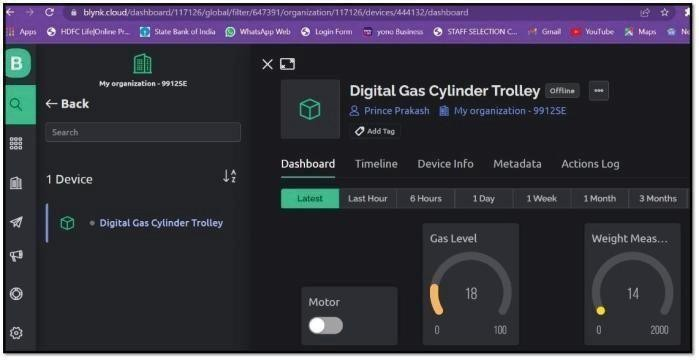 blynk.cloud/dashboard/117126/global/filter/647391/organization/117126/devices/444132/dashboard
Apps HDFC Life|Online Pr... State Bank of India WhatsApp Web Login Form yono Business STAFF SELECTION C... Gmail YouTube Maps
B
My organization - 9912SE
Back
Search
1 Device
Digital Gas Cylinder Trolley
Digital Gas Cylinder Trolley Offline
Prince Prakash My organization - 9912SE
Add Tag
Dashboard Timeline Device Info Metadata Actions Log
Latest Last Hour 6 Hours 1 Day 1 Week 1 Month 3 Months
Motor
Gas Level
18
0 100
Weight Meas...
14
0 2000